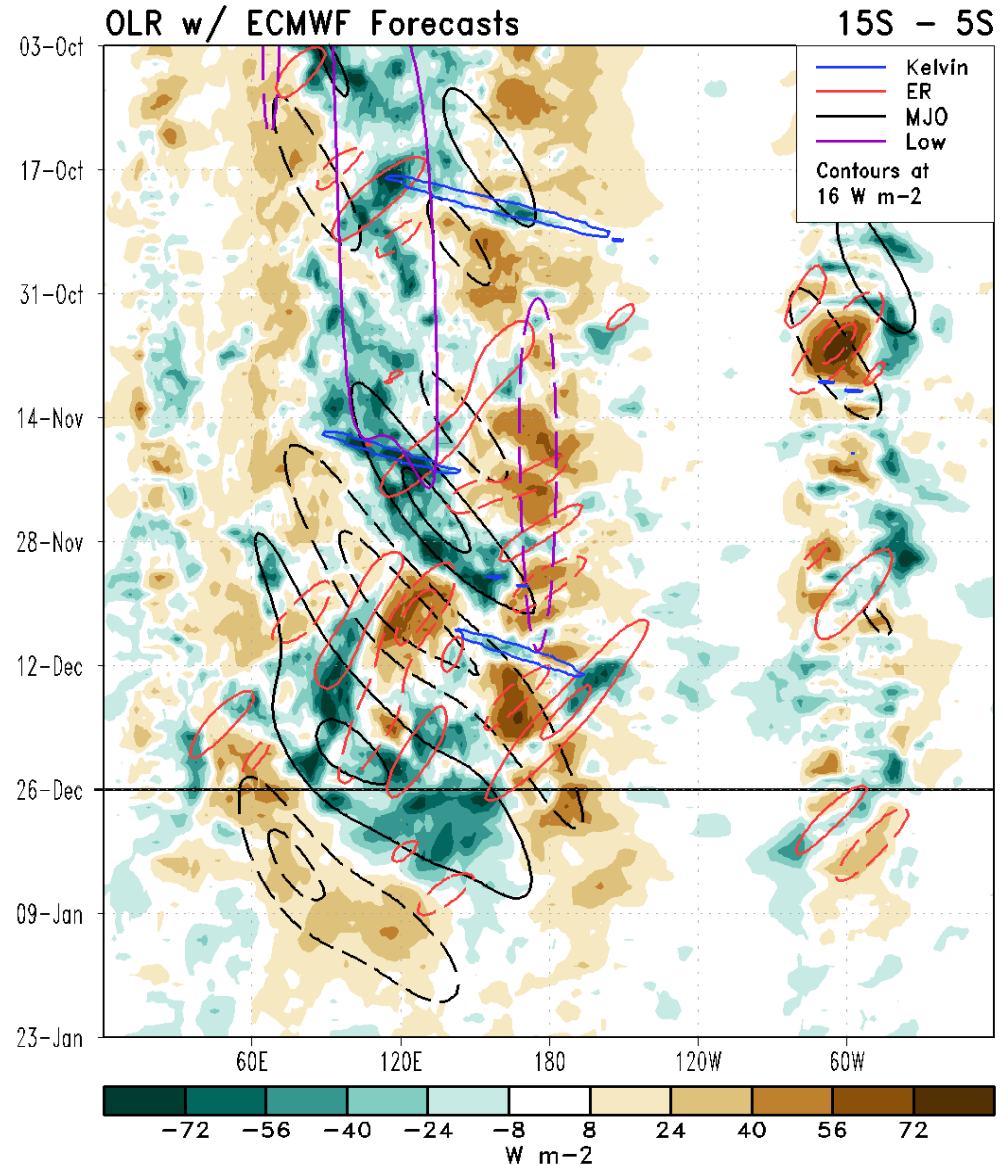 OLR w/ ECMWF Forecasts 15S - 5S
Kelvin
ER
MJO
Low
Contours at
16 W m-2
03-Oct
17-Oct
31-Oct
14-Nov
28-Nov
12-Dec
26-Dec
09-Jan
23-Jan
60E 120E 180 120W 60W
-72 -56 -40 -24 -8 8 24 40 56 72
W m-2